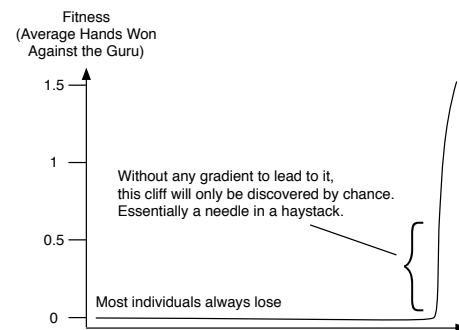 Fitness
(Average Hands Won
Against the Guru)
1.5
1
Without any gradient to lead to it,
this cliff will only be discovered by chance.
Essentially a needle in a haystack.
0.5
Most individuals always lose
0